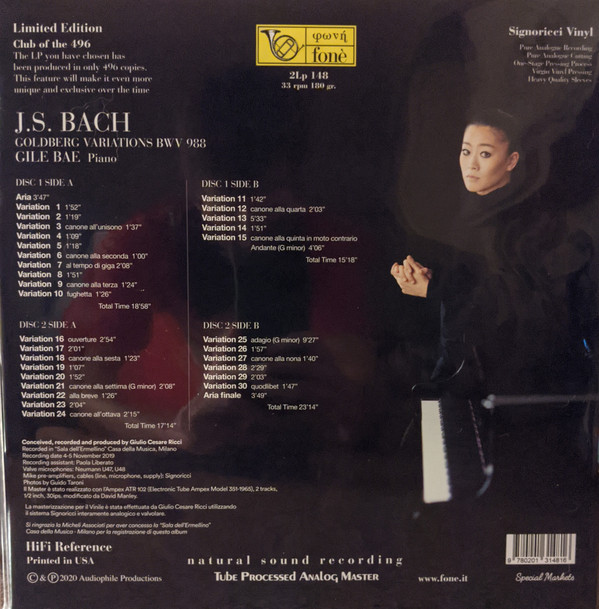 Limited Edition
Club of the 496
The LP you have chosen has
been produced in only 496 copies.
This feature will make it even more
unique and exclusive over the time
φωνή
fonè
2Lp 148
33 rpm 180 gr.
Signoricci Vinyl
Pure Analogue Recording
Pure Analogue Cutting
One-Stage Pressing Process
Virgin Vinyl Pressing
Heavy Quality Sleeves
J.S. BACH
GOLDBERG VARIATIONS BWV 988
GILE BAE Piano
DISC 1 SIDE A
Aria 3'47"
Variation 1 1'52"
Variation 2 1'19"
Variation 3 canone all'unisono 1'37"
Variation 4 1'09"
Variation 5 1'18"
Variation 6 canone alla seconda 1'00"
Variation 7 al tempo di giga 2'08"
Variation 8 1'51"
Variation 9 canone alla terza 1'24"
Variation 10 fughetta 1'26"
Total Time 18'58"
DISC 1 SIDE B
Variation 11 1'42"
Variation 12 canone alla quarta 2'03"
Variation 13 5'33"
Variation 14 1'51"
Variation 15 canone alla quinta in moto contrario
Andante (G minor) 4'06"
Total Time 15'18"
DISC 2 SIDE A
Variation 16 ouverture 2'54"
Variation 17 2'01"
Variation 18 canone alla sesta 1'23"
Variation 19 1'07"
Variation 20 1'52"
Variation 21 canone alla settima (G minor) 2'08"
Variation 22 alla breve 1'26"
Variation 23 2'04"
Variation 24 canone all'ottava 2'15"
Total Time 17'14"
DISC 2 SIDE B
Variation 25 adagio (G minor) 9'27"
Variation 26 1'57"
Variation 27 canone alla nona 1'40"
Variation 28 2'29"
Variation 29 2'03"
Variation 30 quodlibet 1'47"
Aria finale 3'49"
Total Time 23'14"
Conceived, recorded and produced by Giulio Cesare Ricci
Recorded in "Sala dell'Ermellino" Casa della Musica, Milano
Recording date 4-5 November 2019
Recording assistant: Paola Liberato
Valve microphones: Neumann U47, U48
Mike pre-amplifiers, cables (line, microphone, supply): Signoricci
Photos by Guido Taroni
Il Master è stato realizzato con l'Ampex ATR 102 (Electronic Tube Ampex Model 351-1965), 2 tracks,
1/2 inch, 30ips. modificato da David Manley.
La masterizzazione per il Vinile è stata effettuata da Giulio Cesare Ricci utilizzando
il sistema Signoricci interamente analogico e valvolare.
Si ringrazia la Micheli Associati per aver concesso la "Sala dell'Ermellino"
Casa della Musica - Milano per la registrazione di questo album
HiFi Reference
Printed in USA
© & ℗ 2020 Audiophile Productions
natural sound recording
TUBE PROCESSED ANALOG MASTER
www.fone.it
8 780201 314816
Special Markets